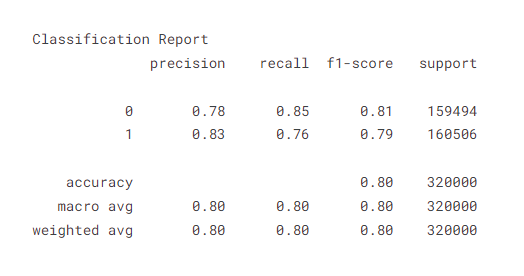 Classification Report
precision recall f1-score support
0 0.78 0.85 0.81 159494
1 0.83 0.76 0.79 160506
accuracy 0.80 320000
macro avg 0.80 0.80 0.80 320000
weighted avg 0.80 0.80 0.80 320000